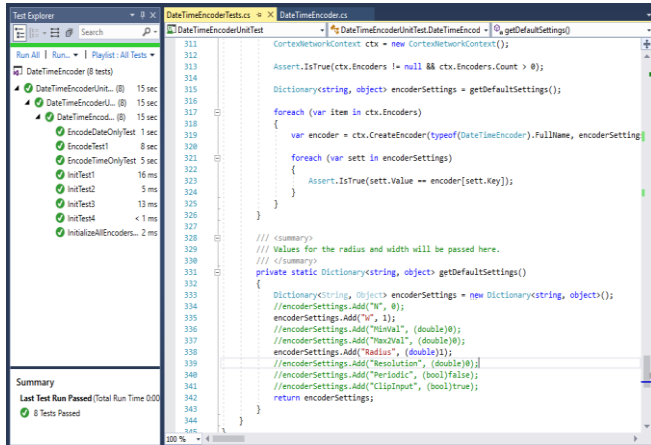 Test Explorer
Search
Run All | Run... | Playlist : All Tests
DateTimeEncoder (8 tests)
DateTimeEncoderUnit... (8) 15 sec
DateTimeEncoderU... (8) 15 sec
DateTimeEncod... (8) 15 sec
EncodeDateOnlyTest 1 sec
EncodeTest1 8 sec
EncodeTimeOnlyTest 5 sec
InitTest1 16 ms
InitTest2 5 ms
InitTest3 13 ms
InitTest4 < 1 ms
InitializeAllEncoders... 2 ms
Summary
Last Test Run Passed (Total Run Time 0:00
8 Tests Passed
DateTimeEncoderTests.cs DateTimeEncoder.cs
DateTimeEncoderUnitTest DateTimeEncoderUnitTest.DateTimeEncod getDefaultSettings()
311 CortexNetworkContext ctx = new CortexNetworkContext();
312
313 Assert.IsTrue(ctx.Encoders != null && ctx.Encoders.Count > 0);
314
315 Dictionary<string, object> encoderSettings = getDefaultSettings();
316
317 foreach (var item in ctx.Encoders)
318 {
319 var encoder = ctx.CreateEncoder(typeof(DateTimeEncoder).FullName, encoderSetting
320
321 foreach (var sett in encoderSettings)
322 {
323 Assert.IsTrue(sett.Value == encoder[sett.Key]);
324 }
325 }
326 }
327
328 /// <summary>
329 /// Values for the radius and width will be passed here.
330 /// </summary>
331 private static Dictionary<string, object> getDefaultSettings()
332 {
333 Dictionary<String, Object> encoderSettings = new Dictionary<string, object>();
334 //encoderSettings.Add("N", 0);
335 encoderSettings.Add("W", 1);
336 //encoderSettings.Add("MinVal", (double)0);
337 //encoderSettings.Add("Max2Val", (double)0);
338 encoderSettings.Add("Radius", (double)1);
339 //encoderSettings.Add("Resolution", (double)0);
340 //encoderSettings.Add("Periodic", (bool)false);
341 //encoderSettings.Add("ClipInput", (bool)true);
342 return encoderSettings;
343 }
344 }
345 }
100 %